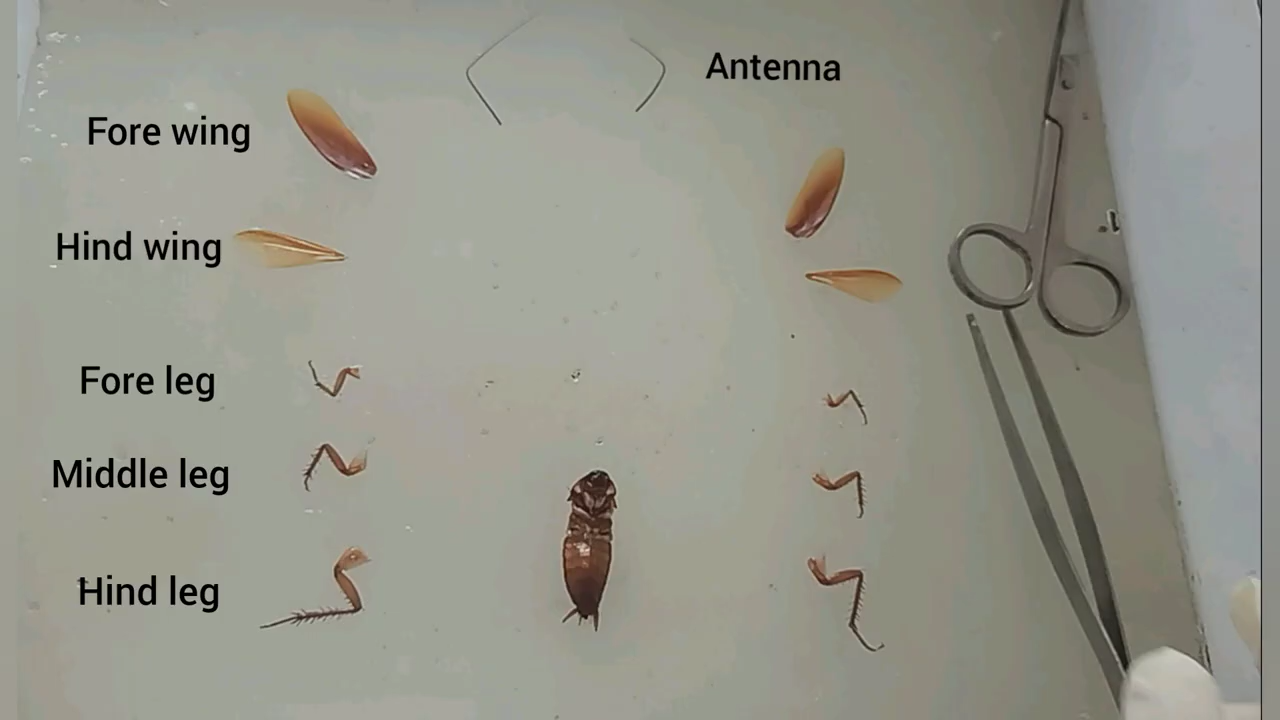 Antenna
Fore wing
Hind wing
Fore leg
Middle leg
Hind leg